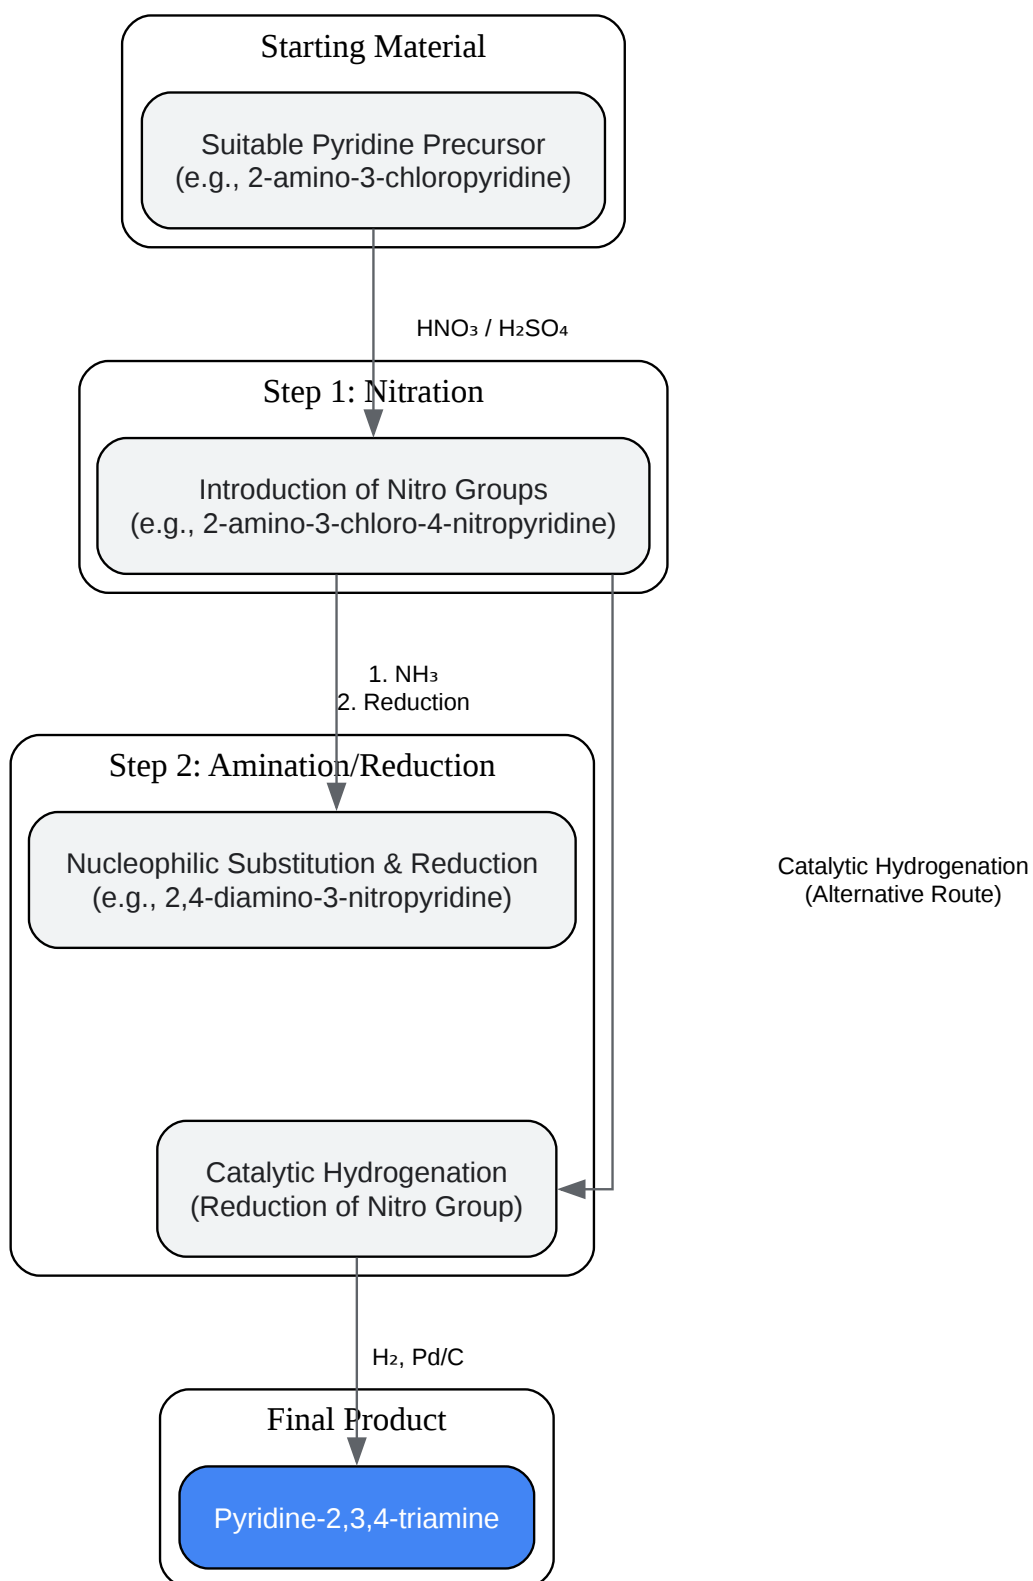 Starting Material
Suitable Pyridine Precursor
(e.g., 2-amino-3-chloropyridine)
HNO₃ / H₂SO₄
Step 1: Nitration
Introduction of Nitro Groups
(e.g., 2-amino-3-chloro-4-nitropyridine)
1. NH₃
2. Reduction
Step 2: Amination/Reduction
Nucleophilic Substitution & Reduction
(e.g., 2,4-diamino-3-nitropyridine)
Catalytic Hydrogenation
(Alternative Route)
Catalytic Hydrogenation
(Reduction of Nitro Group)
H₂, Pd/C
Final Product
Pyridine-2,3,4-triamine